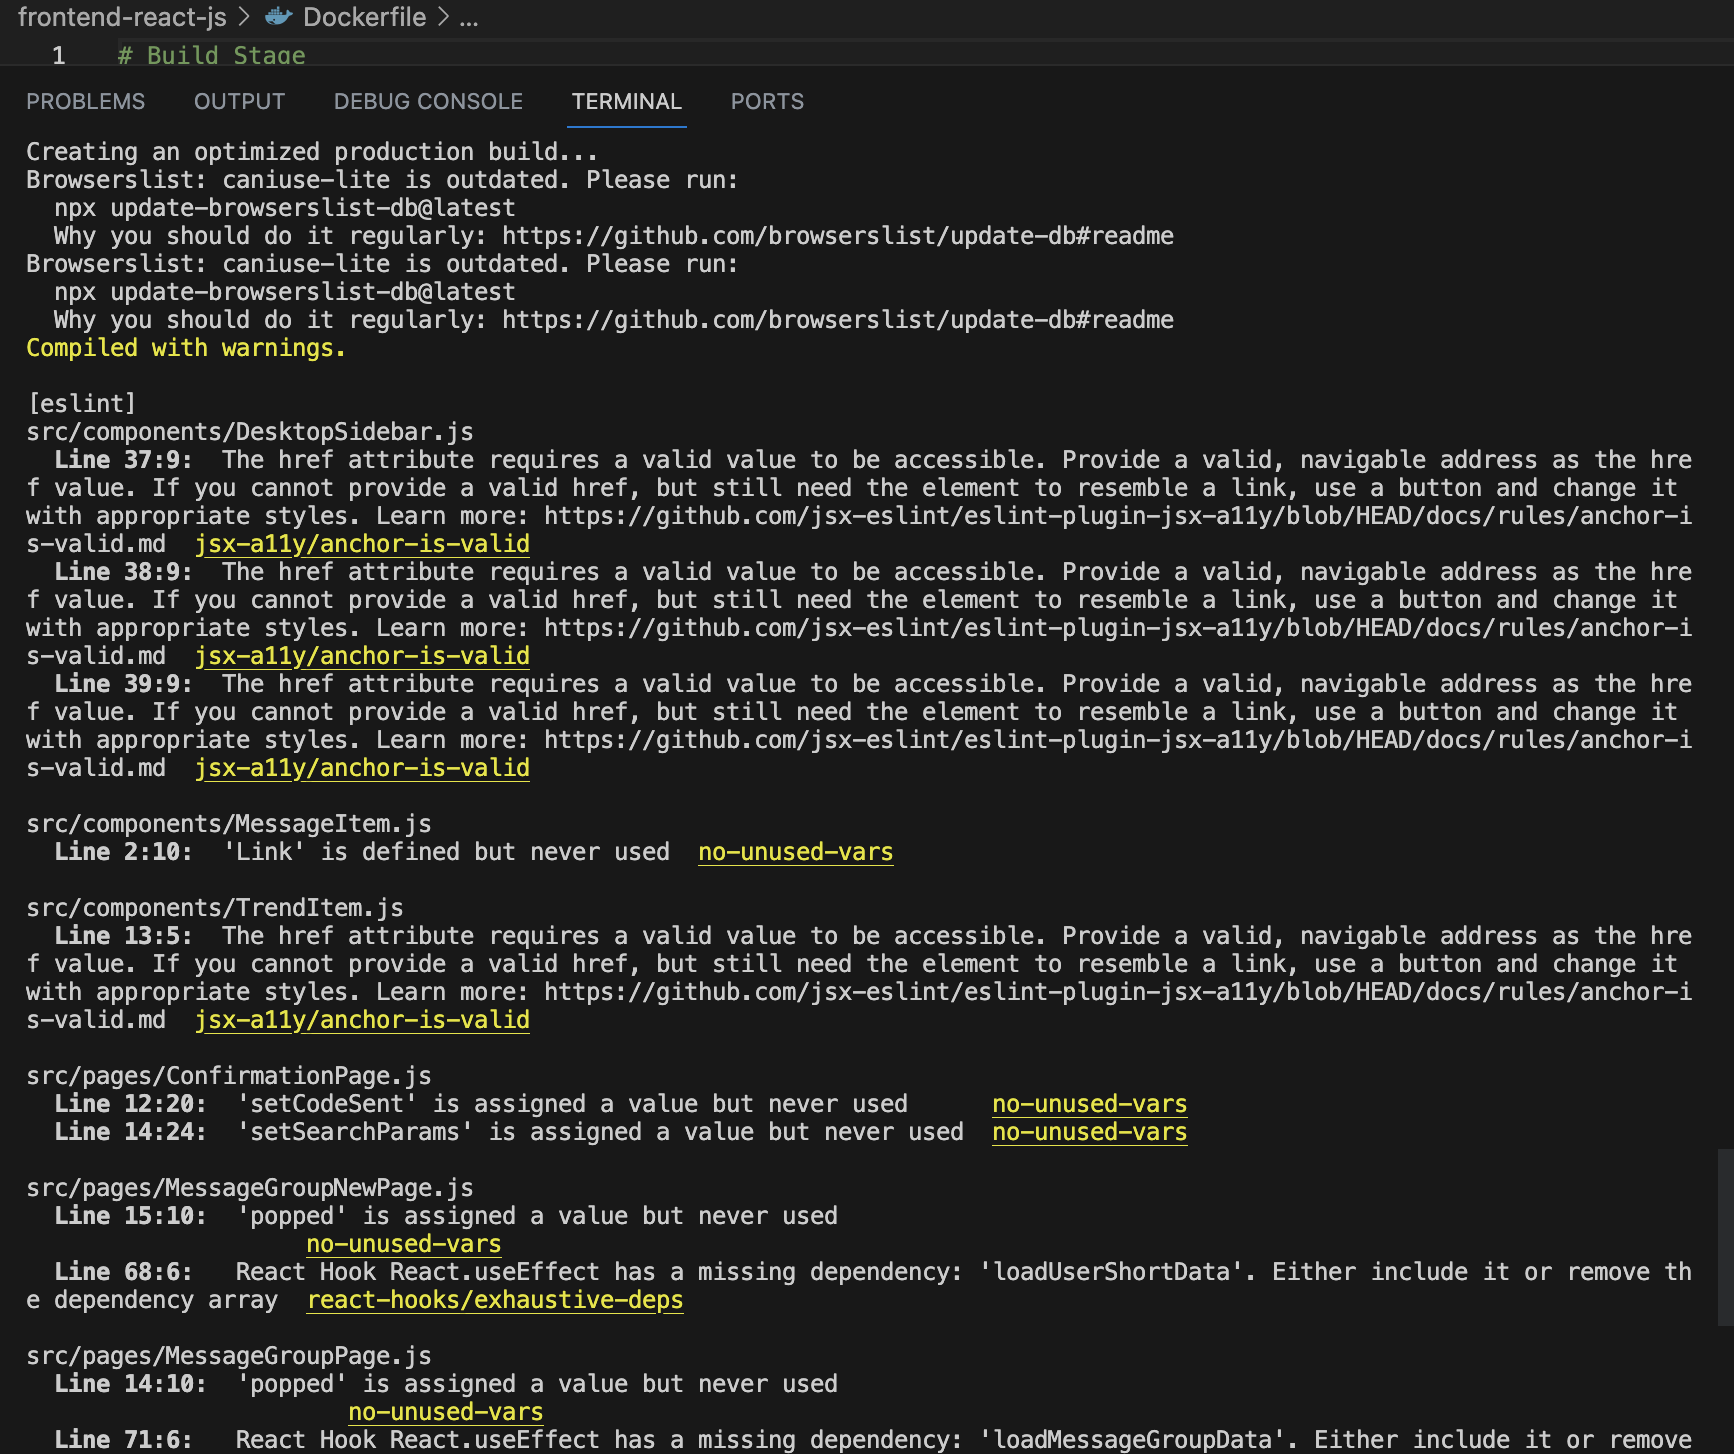 frontend-react-js > Dockerfile > ...
1 # Build Stage
PROBLEMS OUTPUT DEBUG CONSOLE TERMINAL PORTS
Creating an optimized production build...
Browserslist: caniuse-lite is outdated. Please run:
  npx update-browserslist-db@latest
  Why you should do it regularly: https://github.com/browserslist/update-db#readme
Browserslist: caniuse-lite is outdated. Please run:
  npx update-browserslist-db@latest
  Why you should do it regularly: https://github.com/browserslist/update-db#readme
Compiled with warnings.

[eslint]
src/components/DesktopSidebar.js
  Line 37:9:  The href attribute requires a valid value to be accessible. Provide a valid, navigable address as the hre
f value. If you cannot provide a valid href, but still need the element to resemble a link, use a button and change it
with appropriate styles. Learn more: https://github.com/jsx-eslint/eslint-plugin-jsx-a11y/blob/HEAD/docs/rules/anchor-i
s-valid.md  jsx-a11y/anchor-is-valid
  Line 38:9:  The href attribute requires a valid value to be accessible. Provide a valid, navigable address as the hre
f value. If you cannot provide a valid href, but still need the element to resemble a link, use a button and change it
with appropriate styles. Learn more: https://github.com/jsx-eslint/eslint-plugin-jsx-a11y/blob/HEAD/docs/rules/anchor-i
s-valid.md  jsx-a11y/anchor-is-valid
  Line 39:9:  The href attribute requires a valid value to be accessible. Provide a valid, navigable address as the hre
f value. If you cannot provide a valid href, but still need the element to resemble a link, use a button and change it
with appropriate styles. Learn more: https://github.com/jsx-eslint/eslint-plugin-jsx-a11y/blob/HEAD/docs/rules/anchor-i
s-valid.md  jsx-a11y/anchor-is-valid

src/components/MessageItem.js
  Line 2:10:  'Link' is defined but never used  no-unused-vars

src/components/TrendItem.js
  Line 13:5:  The href attribute requires a valid value to be accessible. Provide a valid, navigable address as the hre
f value. If you cannot provide a valid href, but still need the element to resemble a link, use a button and change it
with appropriate styles. Learn more: https://github.com/jsx-eslint/eslint-plugin-jsx-a11y/blob/HEAD/docs/rules/anchor-i
s-valid.md  jsx-a11y/anchor-is-valid

src/pages/ConfirmationPage.js
  Line 12:20:  'setCodeSent' is assigned a value but never used      no-unused-vars
  Line 14:24:  'setSearchParams' is assigned a value but never used  no-unused-vars

src/pages/MessageGroupNewPage.js
  Line 15:10:  'popped' is assigned a value but never used
                    no-unused-vars
  Line 68:6:   React Hook React.useEffect has a missing dependency: 'loadUserShortData'. Either include it or remove th
e dependency array  react-hooks/exhaustive-deps

src/pages/MessageGroupPage.js
  Line 14:10:  'popped' is assigned a value but never used
                       no-unused-vars
  Line 71:6:   React Hook React.useEffect has a missing dependency: 'loadMessageGroupData'. Either include it or remove